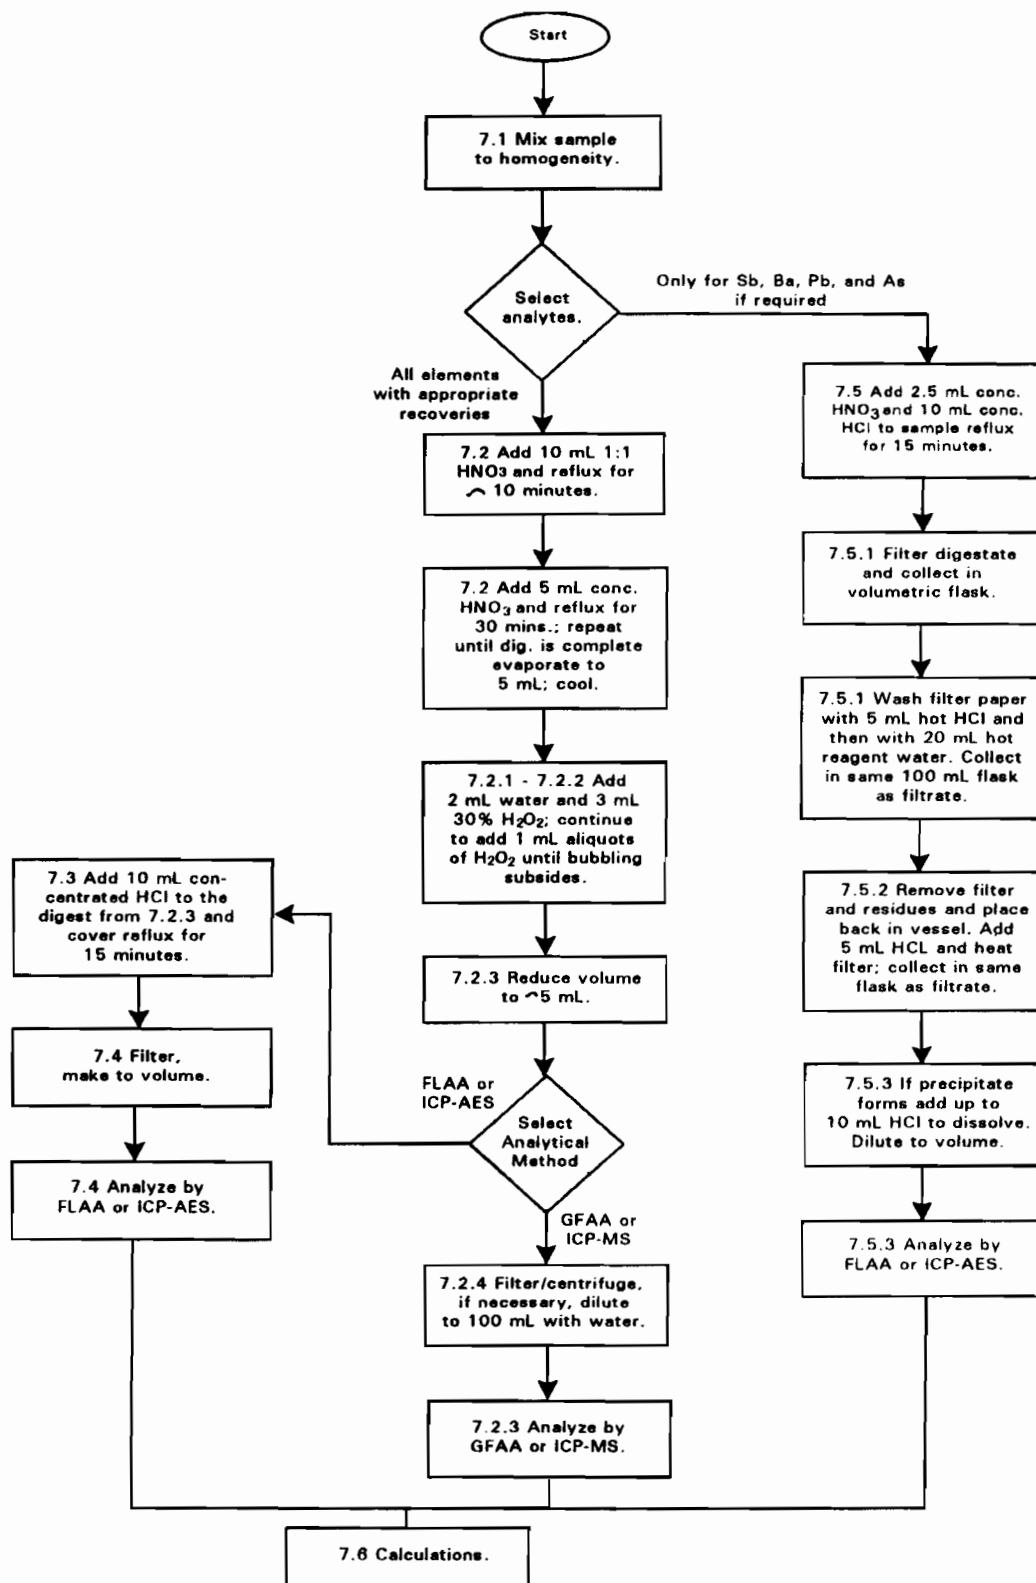 Start
7.1 Mix sample
to homogeneity.
Select
analytes.
Only for Sb, Ba, Pb, and As
if required
All elements
with appropriate
recoveries
7.2 Add 10 mL 1:1
HNO3 and reflux for
~ 10 minutes.
7.2 Add 5 mL conc.
HNO3 and reflux for
30 mins.; repeat
until dig. is complete
evaporate to
5 mL; cool.
7.2.1 - 7.2.2 Add
2 mL water and 3 mL
30% H2O2; continue
to add 1 mL aliquots
of H2O2 until bubbling
subsides.
7.2.3 Reduce volume
to ~5 mL.
Select
Analytical
Method
FLAA or
ICP-AES
7.3 Add 10 mL con-
centrated HCl to the
digest from 7.2.3 and
cover reflux for
15 minutes.
7.4 Filter,
make to volume.
7.4 Analyze by
FLAA or ICP-AES.
GFAA or
ICP-MS
7.2.4 Filter/centrifuge,
if necessary, dilute
to 100 mL with water.
7.2.3 Analyze by
GFAA or ICP-MS.
7.5 Add 2.5 mL conc.
HNO3 and 10 mL conc.
HCl to sample reflux
for 15 minutes.
7.5.1 Filter digestate
and collect in
volumetric flask.
7.5.1 Wash filter paper
with 5 mL hot HCl and
then with 20 mL hot
reagent water. Collect
in same 100 mL flask
as filtrate.
7.5.2 Remove filter
and residues and place
back in vessel. Add
5 mL HCL and heat
filter; collect in same
flask as filtrate.
7.5.3 If precipitate
forms add up to
10 mL HCl to dissolve.
Dilute to volume.
7.5.3 Analyze by
FLAA or ICP-AES.
7.6 Calculations.